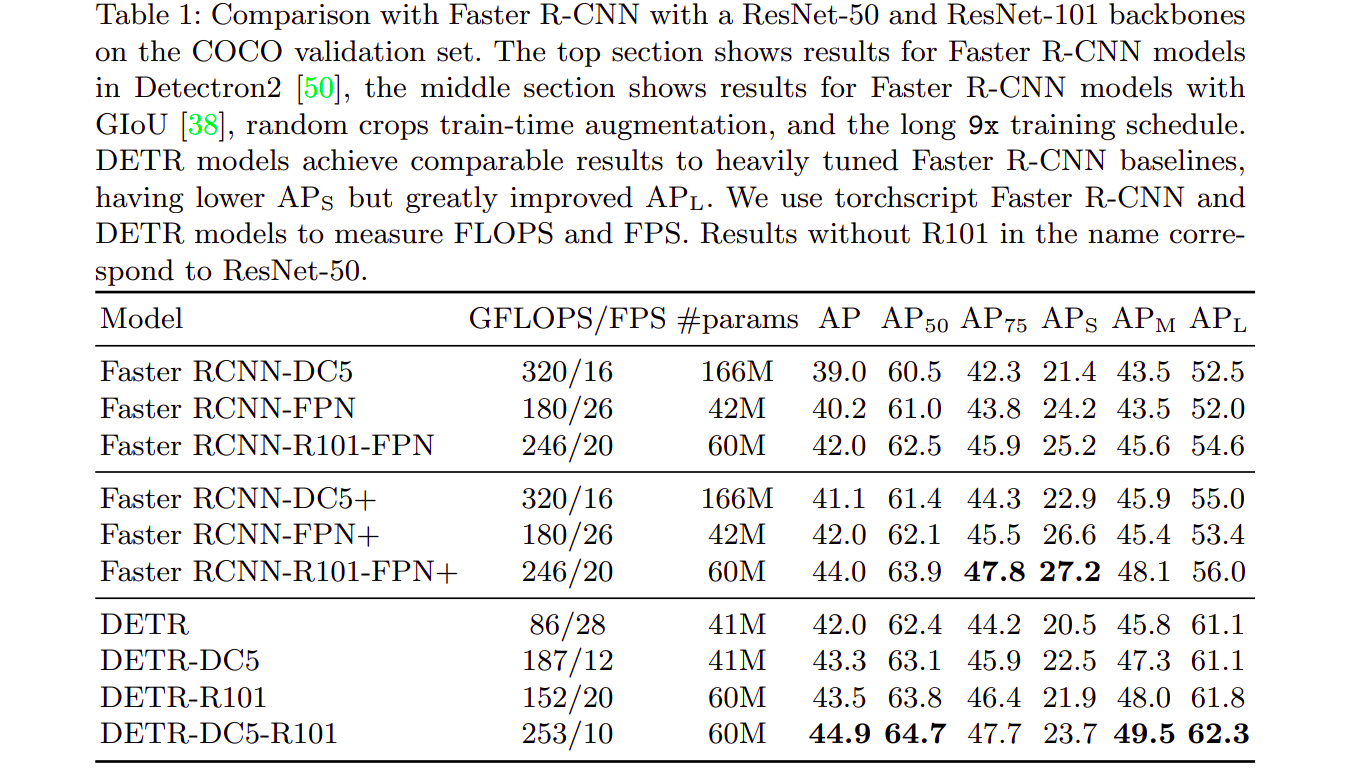 Table 1: Comparison with Faster R-CNN with a ResNet-50 and ResNet-101 backbones
on the COCO validation set. The top section shows results for Faster R-CNN models
in Detectron2 [50], the middle section shows results for Faster R-CNN models with
GIoU [38], random crops train-time augmentation, and the long 9x training schedule.
DETR models achieve comparable results to heavily tuned Faster R-CNN baselines,
having lower APS but greatly improved APL. We use torchscript Faster R-CNN and
DETR models to measure FLOPS and FPS. Results without R101 in the name corre-
spond to ResNet-50.
Model GFLOPS/FPS #params AP AP50 AP75 APS APM APL
Faster RCNN-DC5 320/16 166M 39.0 60.5 42.3 21.4 43.5 52.5
Faster RCNN-FPN 180/26 42M 40.2 61.0 43.8 24.2 43.5 52.0
Faster RCNN-R101-FPN 246/20 60M 42.0 62.5 45.9 25.2 45.6 54.6
Faster RCNN-DC5+ 320/16 166M 41.1 61.4 44.3 22.9 45.9 55.0
Faster RCNN-FPN+ 180/26 42M 42.0 62.1 45.5 26.6 45.4 53.4
Faster RCNN-R101-FPN+ 246/20 60M 44.0 63.9 47.8 27.2 48.1 56.0
DETR 86/28 41M 42.0 62.4 44.2 20.5 45.8 61.1
DETR-DC5 187/12 41M 43.3 63.1 45.9 22.5 47.3 61.1
DETR-R101 152/20 60M 43.5 63.8 46.4 21.9 48.0 61.8
DETR-DC5-R101 253/10 60M 44.9 64.7 47.7 23.7 49.5 62.3